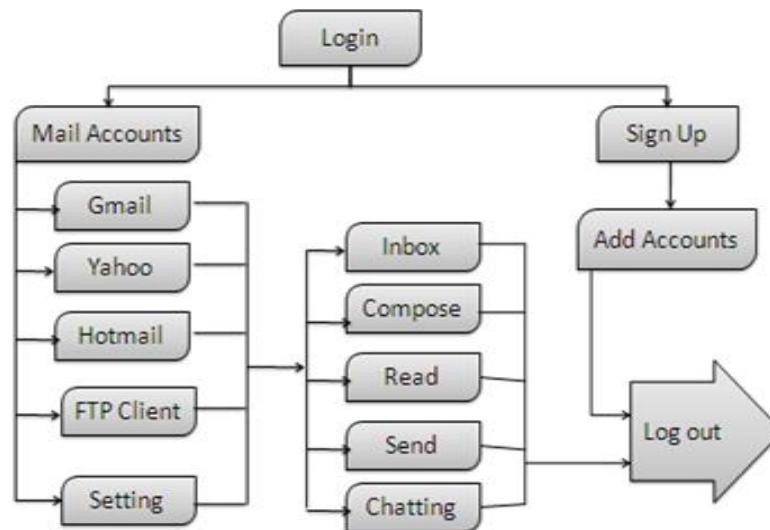 Login
Mail Accounts
Sign Up
Gmail
Yahoo
Hotmail
FTP Client
Setting
Inbox
Compose
Read
Send
Chatting
Add Accounts
Log out